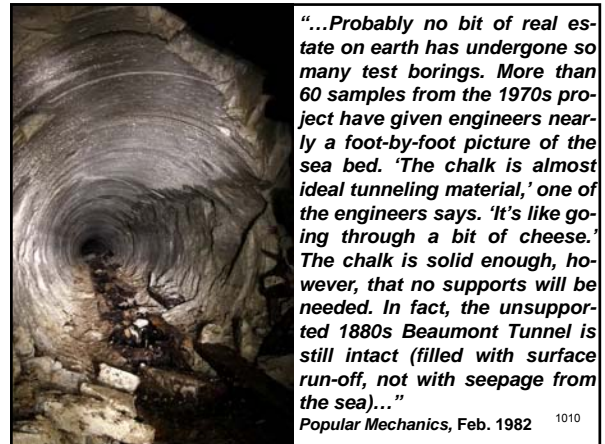 “…Probably no bit of real es-
tate on earth has undergone so
many test borings. More than
60 samples from the 1970s pro-
ject have given engineers near-
ly a foot-by-foot picture of the
sea bed. ‘The chalk is almost
ideal tunneling material,’ one of
the engineers says. ‘It’s like go-
ing through a bit of cheese.’
The chalk is solid enough, ho-
wever, that no supports will be
needed. In fact, the unsuppor-
ted 1880s Beaumont Tunnel is
still intact (filled with surface
run-off, not with seepage from
the sea)…”
Popular Mechanics, Feb. 1982
1010